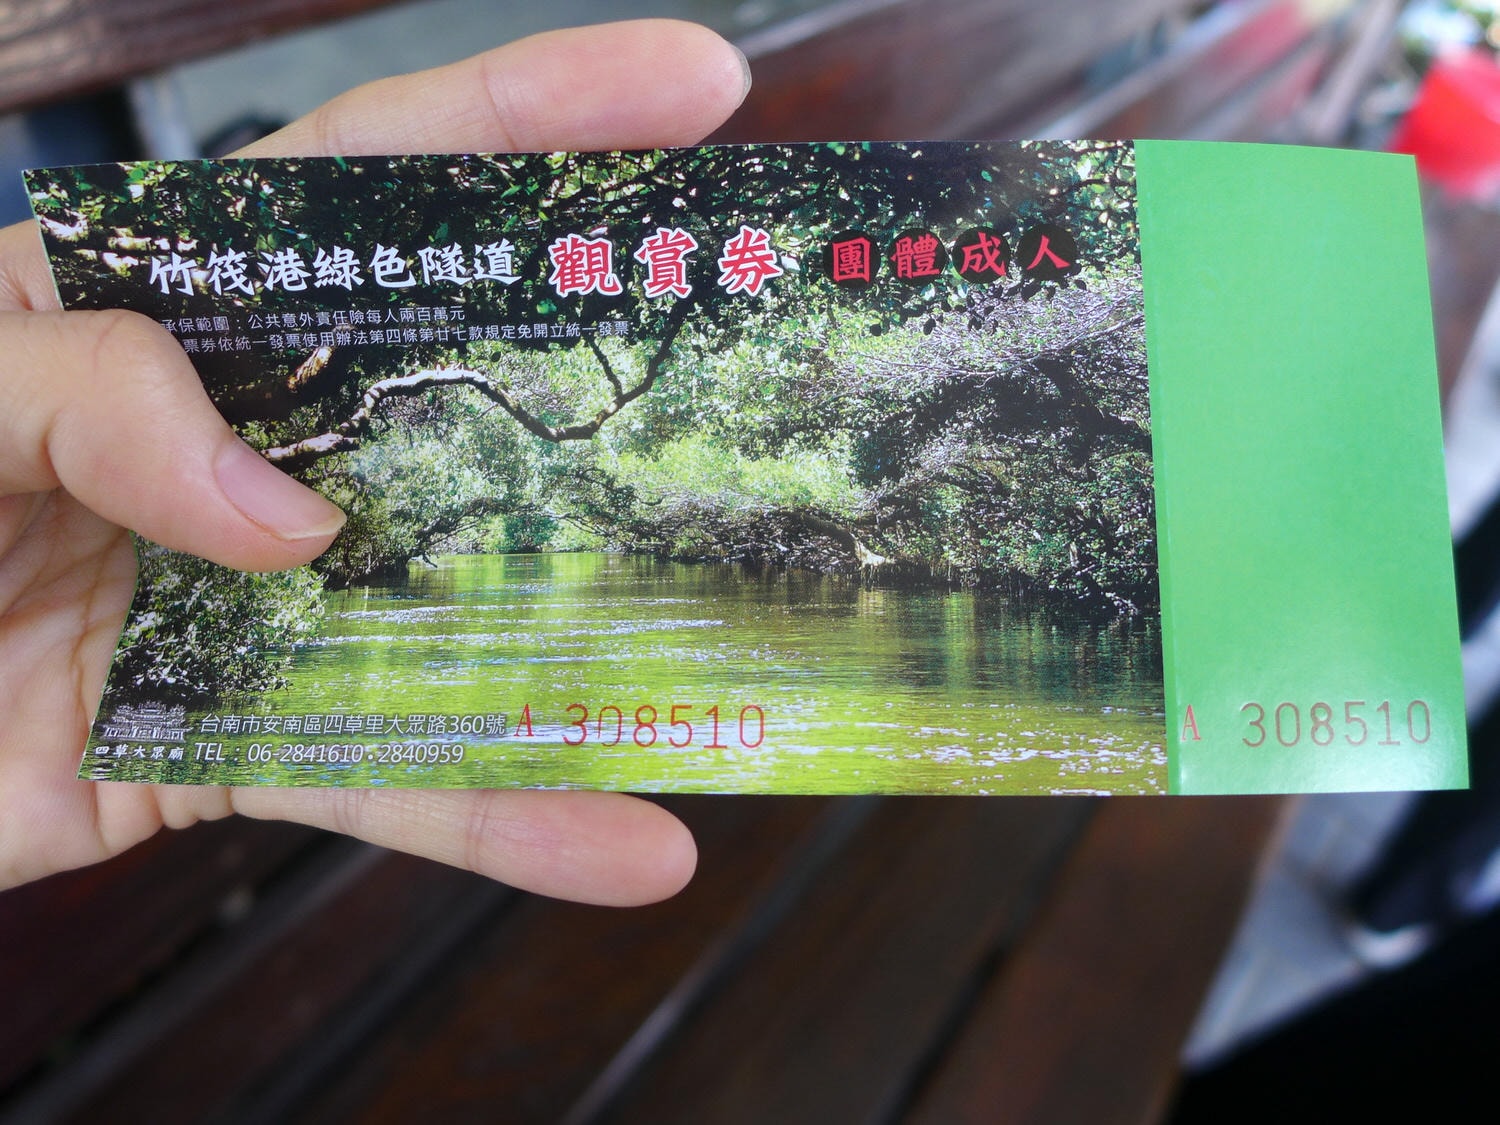 竹筏港綠色隧道 觀賞券 團體成人
承保範圍：公共意外責任險每人兩百萬元
票券依統一發票使用辦法第四條第廿七款規定免開立統一發票
四草大眾廟
台南市安南區四草里大眾路360號
TEL：06-2841610•2840959
A 308510
A 308510